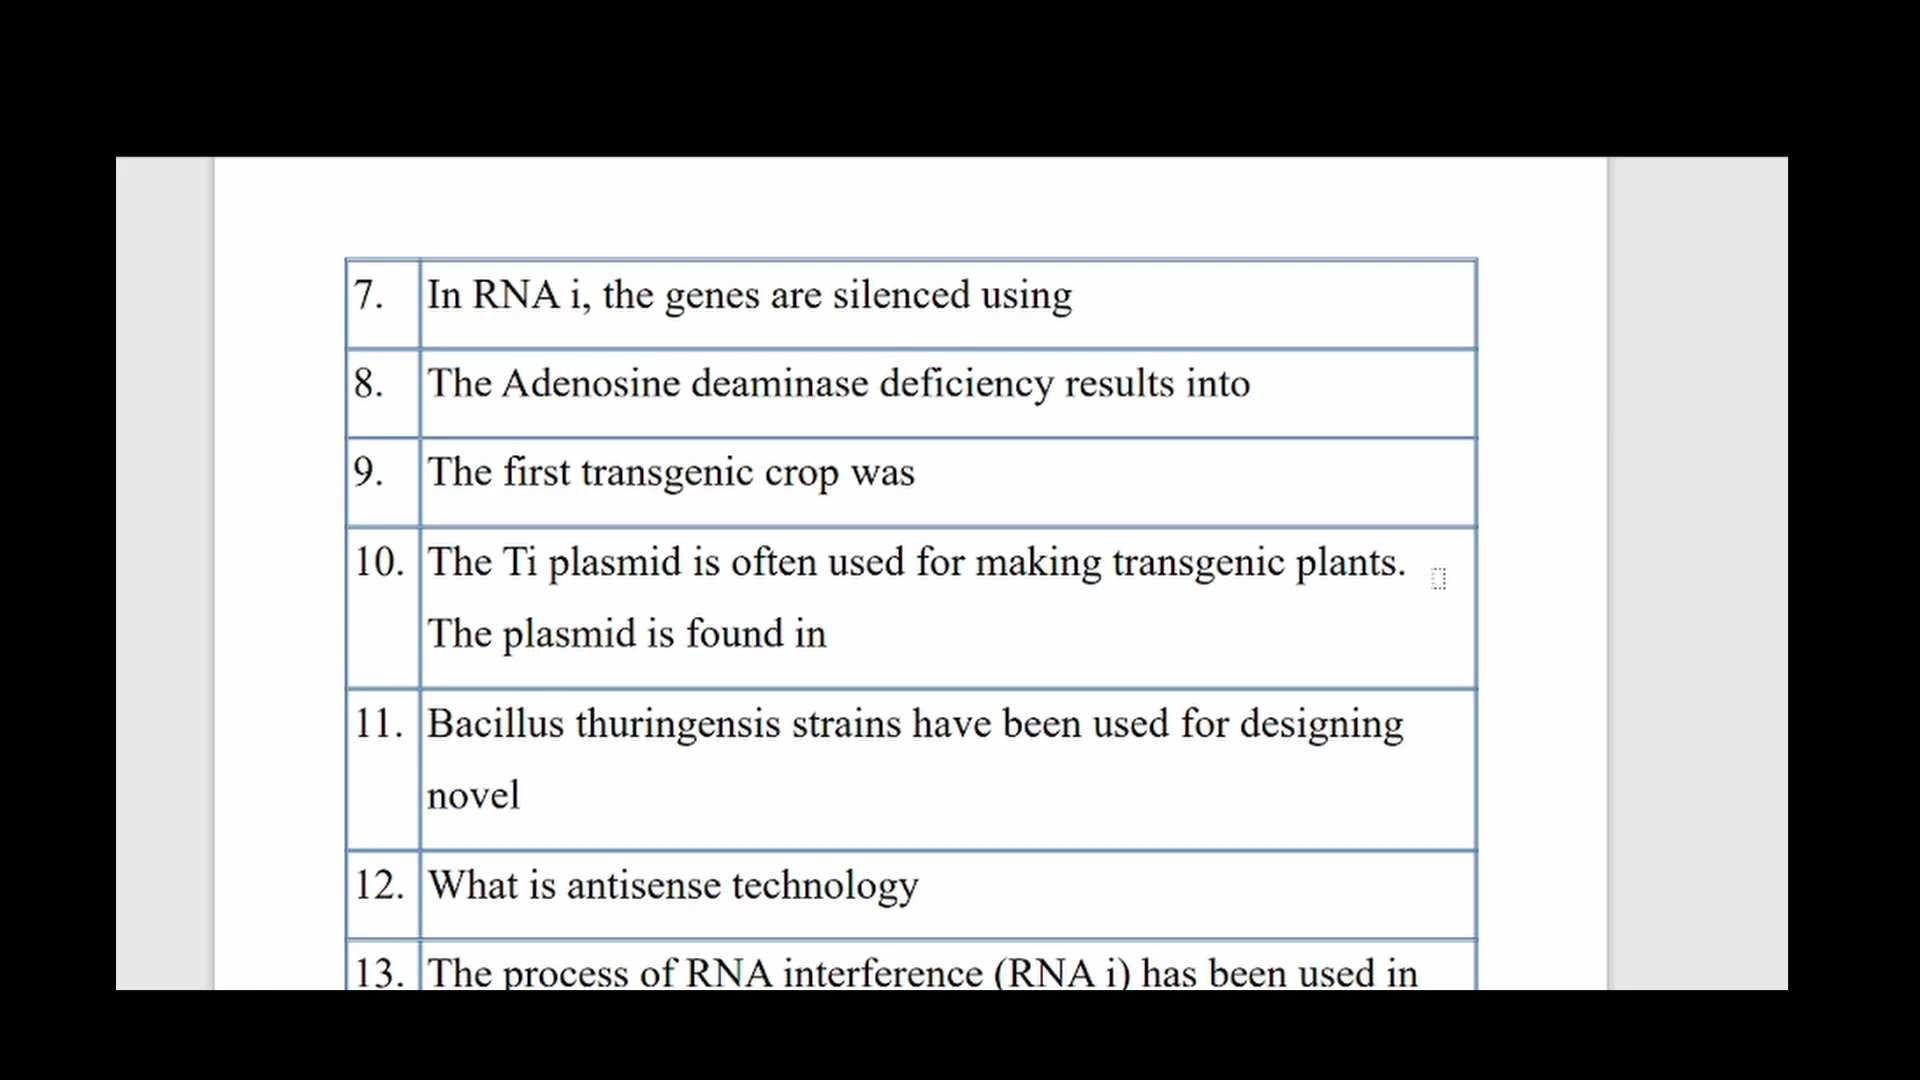 7. In RNA i, the genes are silenced using
8. The Adenosine deaminase deficiency results into
9. The first transgenic crop was
10. The Ti plasmid is often used for making transgenic plants.
The plasmid is found in
11. Bacillus thuringensis strains have been used for designing
novel
12. What is antisense technology
13. The process of RNA interference (RNA i) has been used in